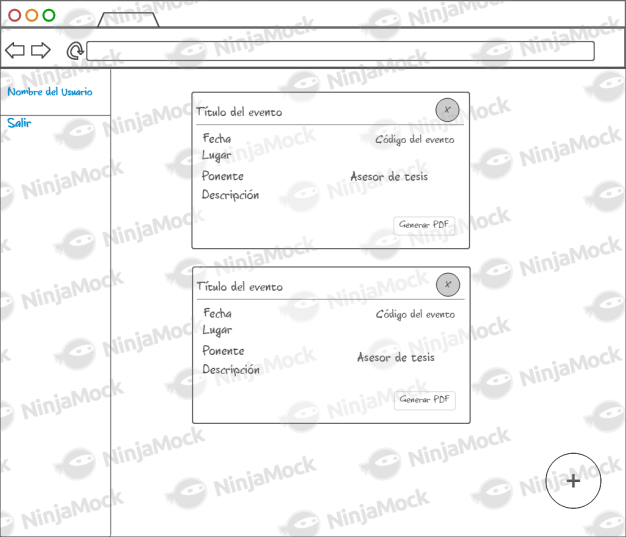 Nombre del Usuario
Salir
Título del evento
X
Fecha
Código del evento
Lugar
Ponente
Asesor de tesis
Descripción
Generar PDF
Título del evento
X
Fecha
Código del evento
Lugar
Ponente
Asesor de tesis
Descripción
Generar PDF
+
NinjaMock